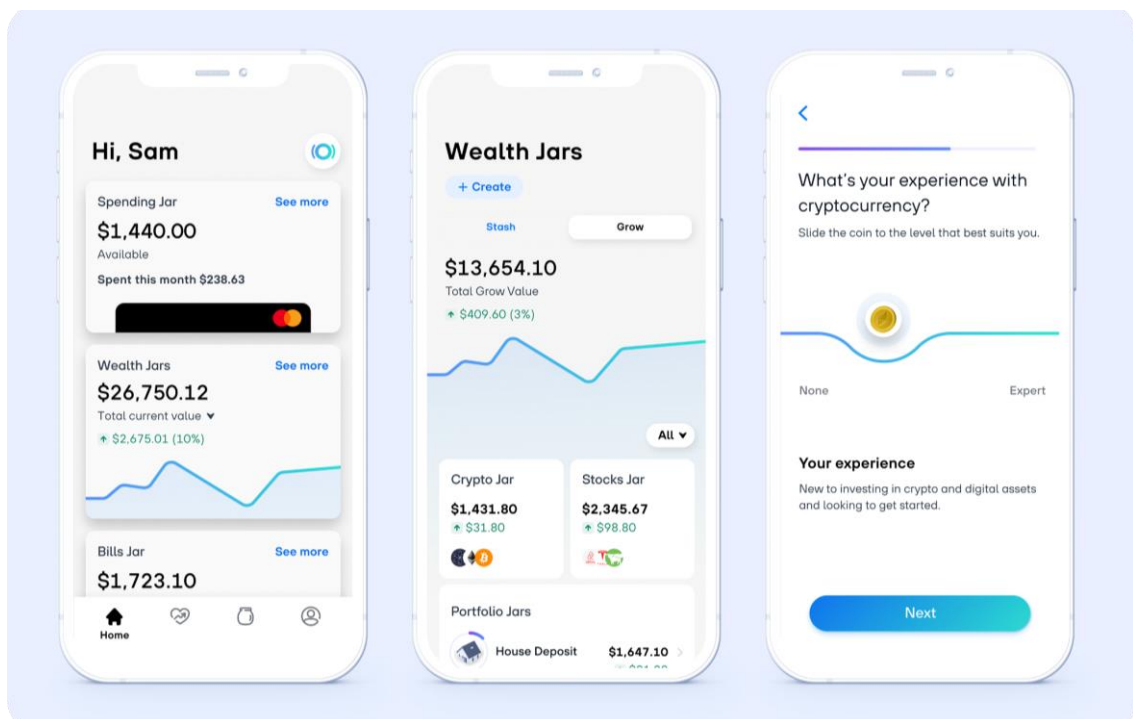 Hi, Sam
Spending Jar
See more
$1,440.00
Available
Spent this month $238.63
Wealth Jars
See more
$26,750.12
Total current value
$2,675.01 (10%)
Bills Jar
See more
$1,723.10
Home
Wealth Jars
+ Create
Stash
Grow
$13,654.10
Total Grow Value
$409.60 (3%)
All
Crypto Jar
$1,431.80
$31.80
Stocks Jar
$2,345.67
$98.80
Portfolio Jars
House Deposit
$1,647.10
What's your experience with
cryptocurrency?
Slide the coin to the level that best suits you.
None
Expert
Your experience
New to investing in crypto and digital assets
and looking to get started.
Next